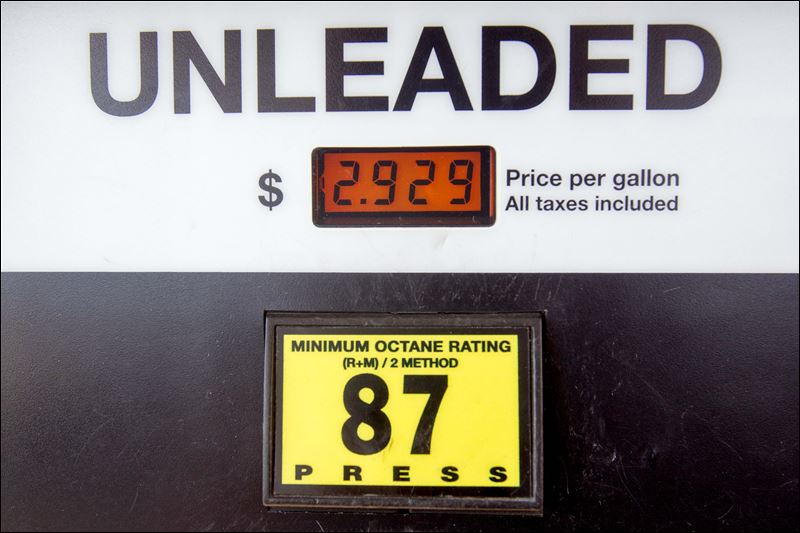 UNLEADED
$ 2.929 Price per gallon
All taxes included
MINIMUM OCTANE RATING
(R+M) / 2 METHOD
87
PRESS